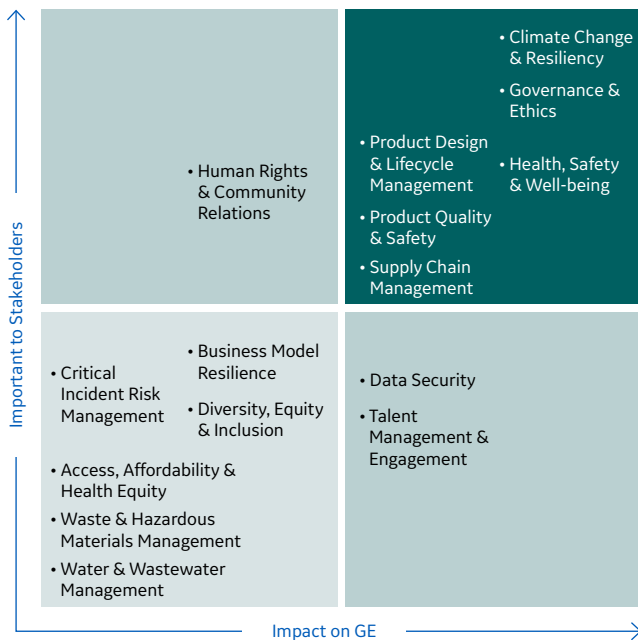 Important to Stakeholders
• Human Rights
& Community
Relations
• Climate Change
& Resiliency
• Governance &
Ethics
• Product Design
& Lifecycle
Management
• Health, Safety
& Well-being
• Product Quality
& Safety
• Supply Chain
Management
• Critical
Incident Risk
Management
• Business Model
Resilience
• Diversity, Equity
& Inclusion
• Access, Affordability &
Health Equity
• Waste & Hazardous
Materials Management
• Water & Wastewater
Management
• Data Security
• Talent
Management &
Engagement
Impact on GE